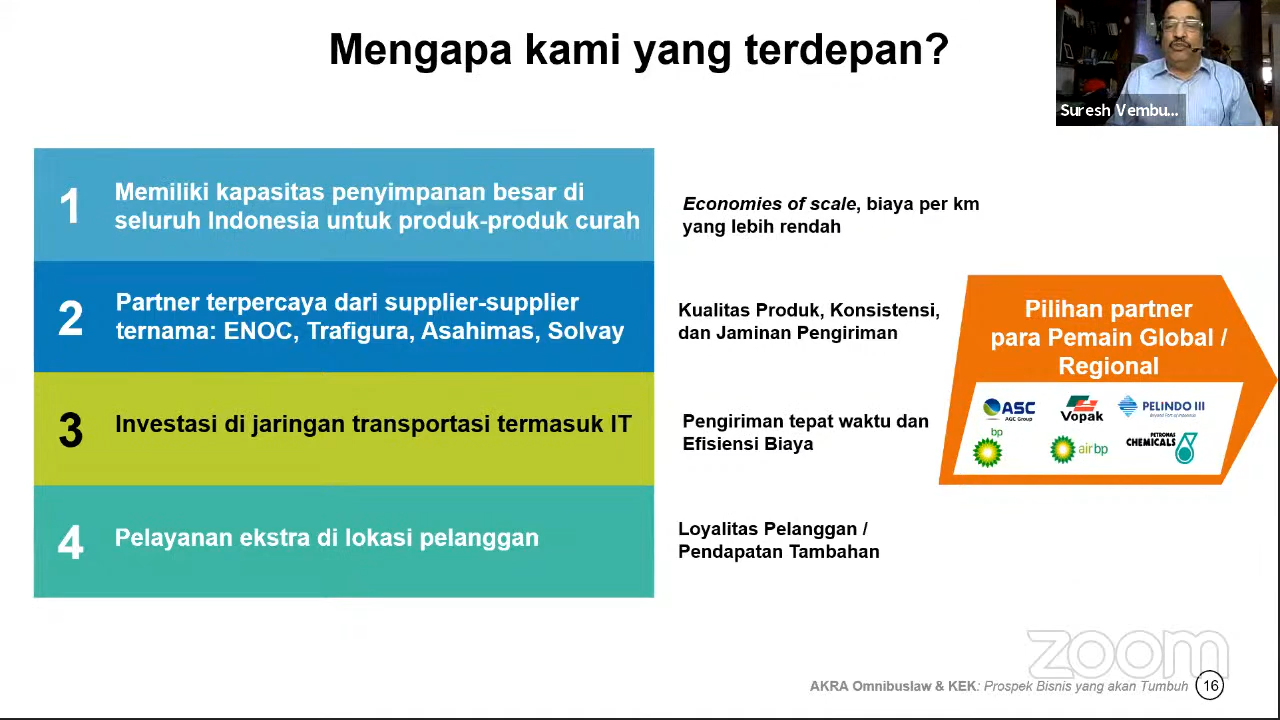 Mengapa kami yang terdepan?
Suresh Vembu...
1
Memiliki kapasitas penyimpanan besar di
seluruh Indonesia untuk produk-produk curah
Economies of scale, biaya per km
yang lebih rendah
2
Partner terpercaya dari supplier-supplier
ternama: ENOC, Trafigura, Asahimas, Solvay
Kualitas Produk, Konsistensi,
dan Jaminan Pengiriman
3
Investasi di jaringan transportasi termasuk IT
Pengiriman tepat waktu dan
Efisiensi Biaya
4
Pelayanan ekstra di lokasi pelanggan
Loyalitas Pelanggan /
Pendapatan Tambahan
Pilihan partner
para Pemain Global /
Regional
ASC
AGC Group
Vopak
PELINDO III
bp
air bp
PETRONAS
CHEMICALS
zoom
AKRA Omnibuslaw & KEK: Prospek Bisnis yang akan Tumbuh 16